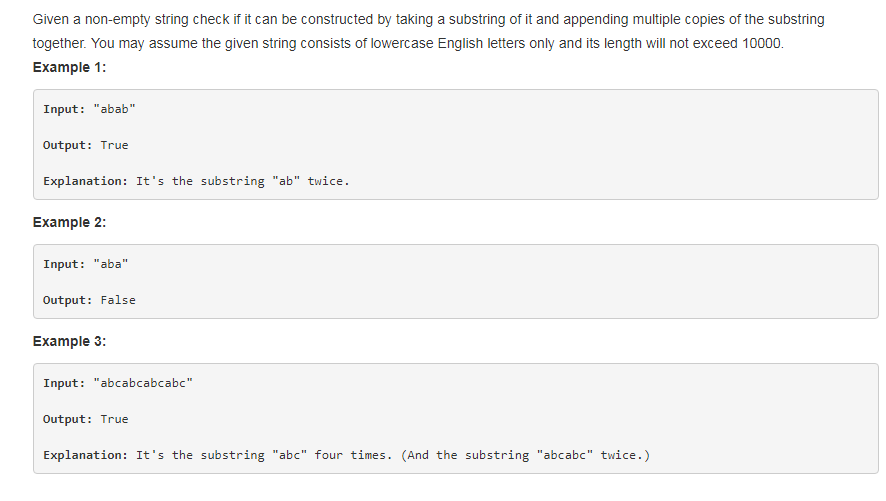 Given a non-empty string check if it can be constructed by taking a substring of it and appending multiple copies of the substring
together. You may assume the given string consists of lowercase English letters only and its length will not exceed 10000.
Example 1:
Input: "abab"
Output: True
Explanation: It's the substring "ab" twice.
Example 2:
Input: "aba"
Output: False
Example 3:
Input: "abcabcabcabc"
Output: True
Explanation: It's the substring "abc" four times. (And the substring "abcabc" twice.)